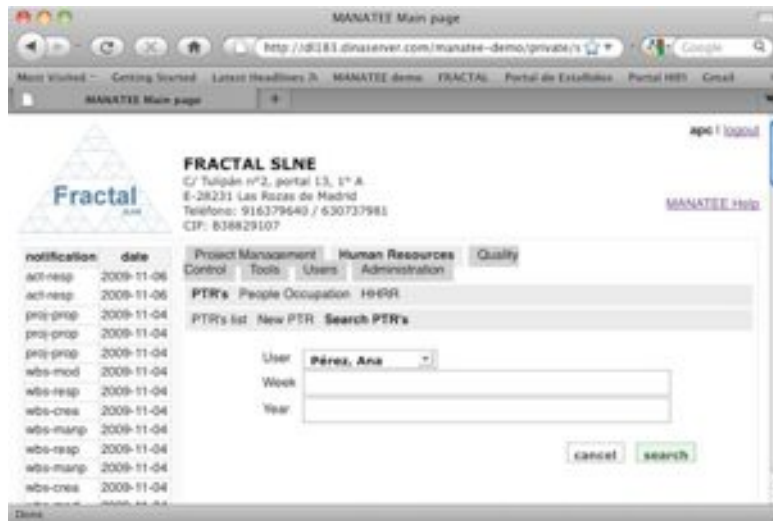 MANATEE Main page
http://dl181.dinaserver.com/manatee-demo/private/s
Google
Most Visited
Getting Started
Latest Headlines
MANATEE demo
FRACTAL
Portal de Estadillos
Portal HIFI
Gmail
MANATEE Main page
apc | logout
Fractal
FRACTAL SLNE
C/ Tulipán nº2, portal 13, 1º A
E-28231 Las Rozas de Madrid
Teléfono: 916379640 / 630737981
CIF: B38829107
MANATEE Help
notification date
act-resp 2009-11-06
act-resp 2009-11-06
proj-prop 2009-11-04
proj-prop 2009-11-04
proj-prop 2009-11-04
wbs-mod 2009-11-04
wbs-resp 2009-11-04
wbs-crea 2009-11-04
wbs-manp 2009-11-04
wbs-resp 2009-11-04
wbs-manp 2009-11-04
wbs-crea 2009-11-04
Project Management Human Resources Quality
Control Tools Users Administration
PTR's People Occupation HHRR
PTR's list New PTR Search PTR's
User Pérez, Ana
Week
Year
cancel search
Done